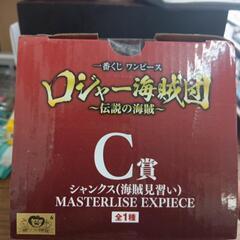 一番くじ ワンピース
ロジャー海賊団
～伝説の海賊～
C賞
シャンクス(海賊見習い)
MASTERLISE EXPIECE
全1種